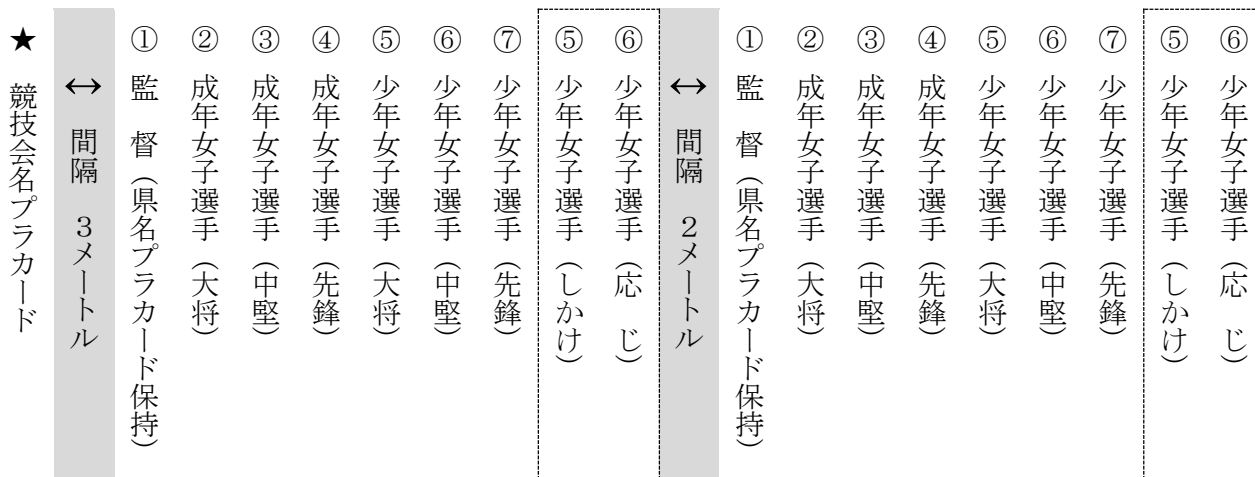 ★ 競技会名プラカード
↔ 間隔 3メートル
① 監 督（県名プラカード保持）
② 成年女子選手（大将）
③ 成年女子選手（中堅）
④ 成年女子選手（先鋒）
⑤ 少年女子選手（大将）
⑥ 少年女子選手（中堅）
⑦ 少年女子選手（先鋒）
⑤ 少年女子選手（しかけ）
⑥ 少年女子選手（応 じ）
↔ 間隔 2メートル
① 監 督（県名プラカード保持）
② 成年女子選手（大将）
③ 成年女子選手（中堅）
④ 成年女子選手（先鋒）
⑤ 少年女子選手（大将）
⑥ 少年女子選手（中堅）
⑦ 少年女子選手（先鋒）
⑤ 少年女子選手（しかけ）
⑥ 少年女子選手（応 じ）